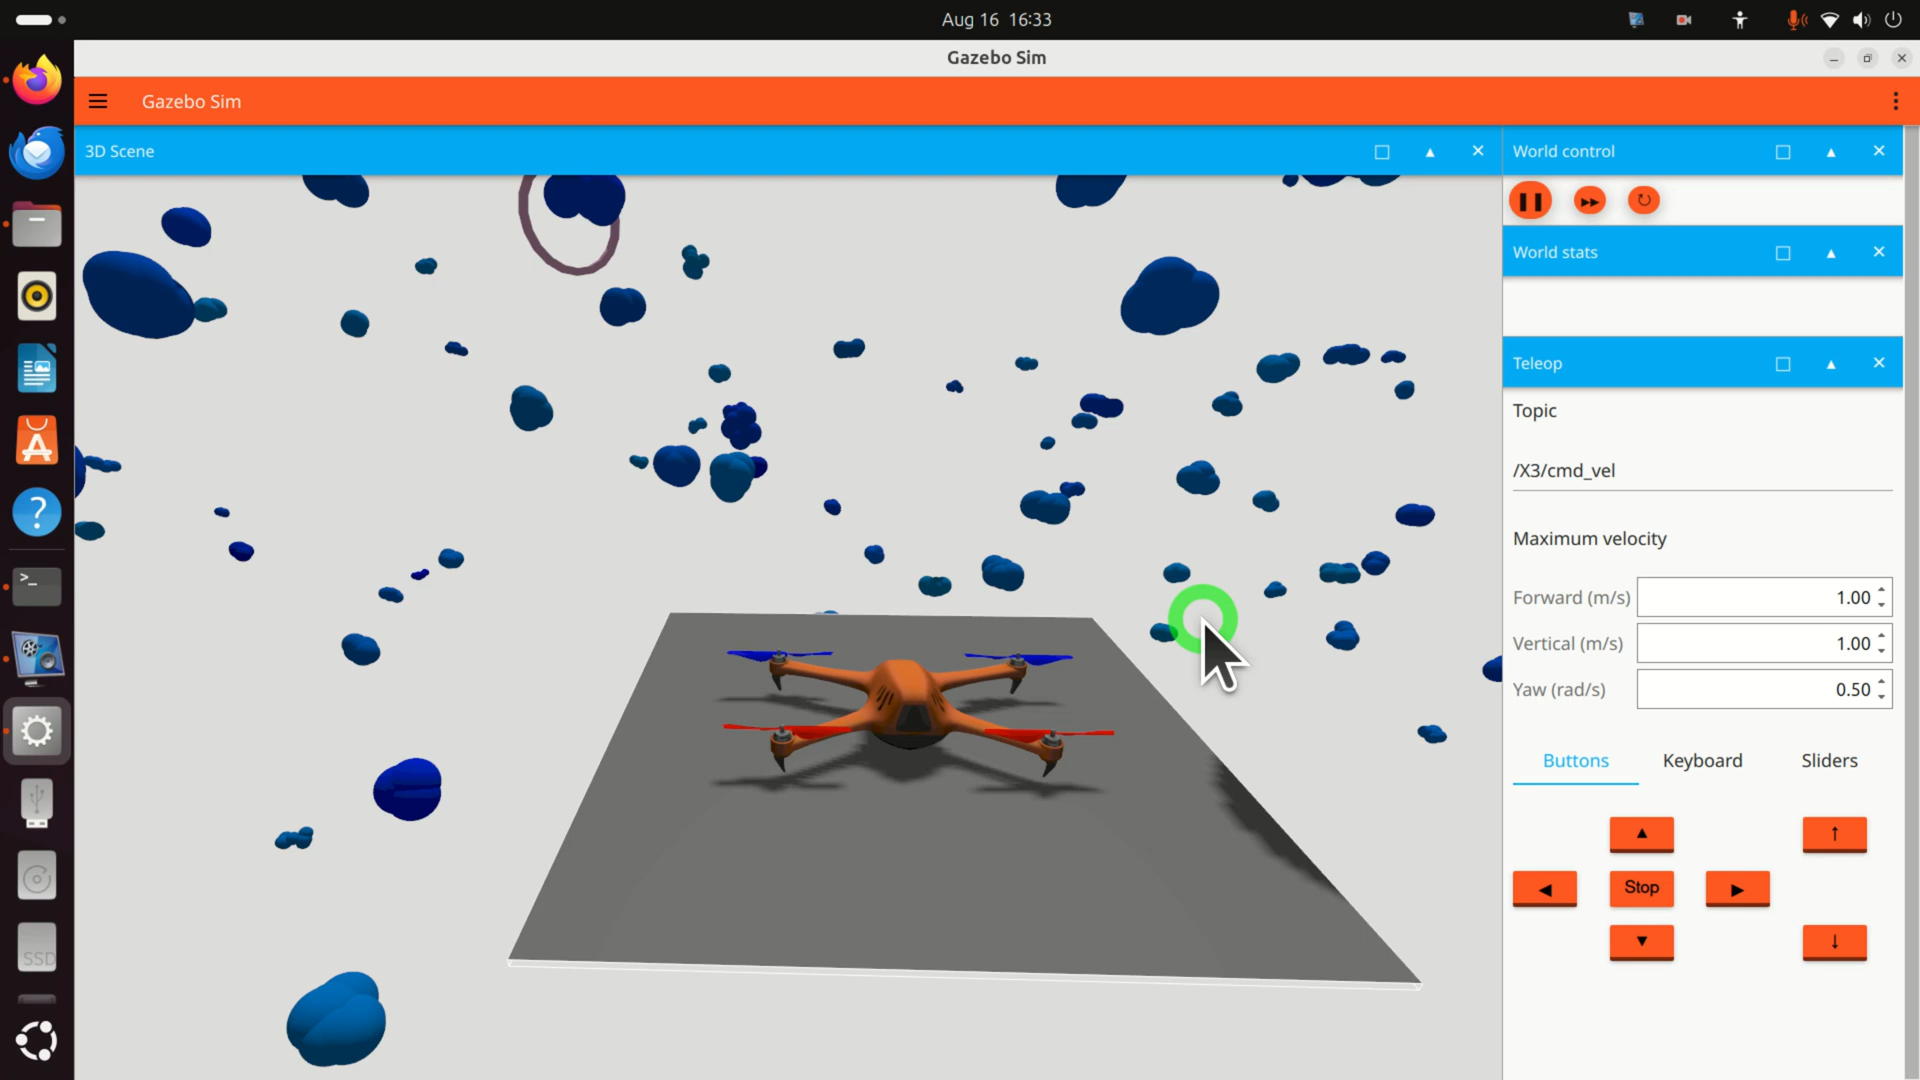 Aug 16 16:33
Gazebo Sim
Gazebo Sim
3D Scene
World control
World stats
Teleop
Topic
/X3/cmd_vel
Maximum velocity
Forward (m/s) 1.00
Vertical (m/s) 1.00
Yaw (rad/s) 0.50
Buttons Keyboard Sliders
Stop
SSD